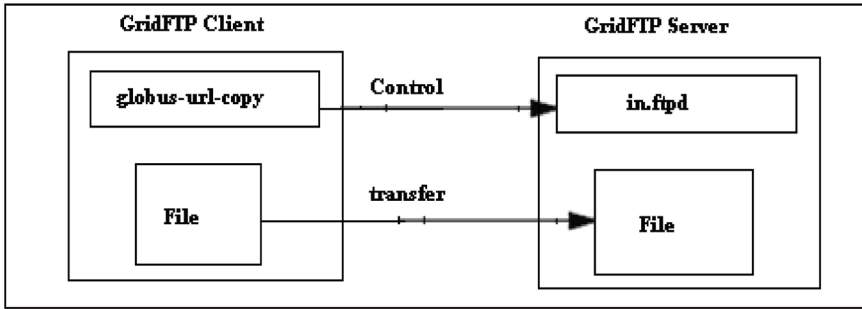 GridFTP Client
GridFTP Server
globus-url-copy
Control
in.ftpd
transfer
File
File